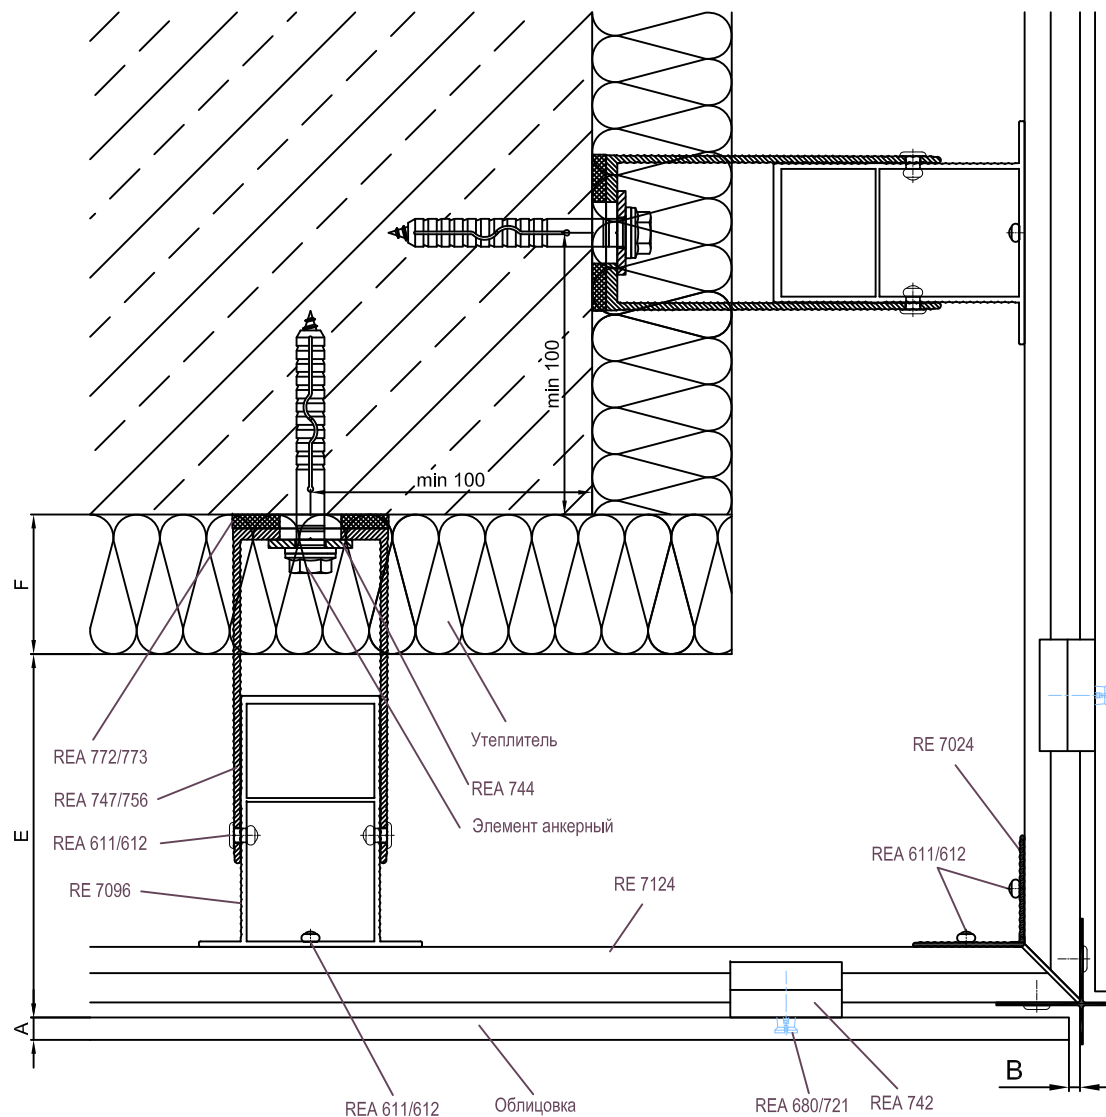 min 100
min 100
F
Утеплитель
RE 7024
REA 772/773
REA 744
REA 747/756
Элемент анкерный
E
REA 611/612
REA 611/612
RE 7096
RE 7124
A
B
REA 611/612
Облицовка
REA 680/721
REA 742